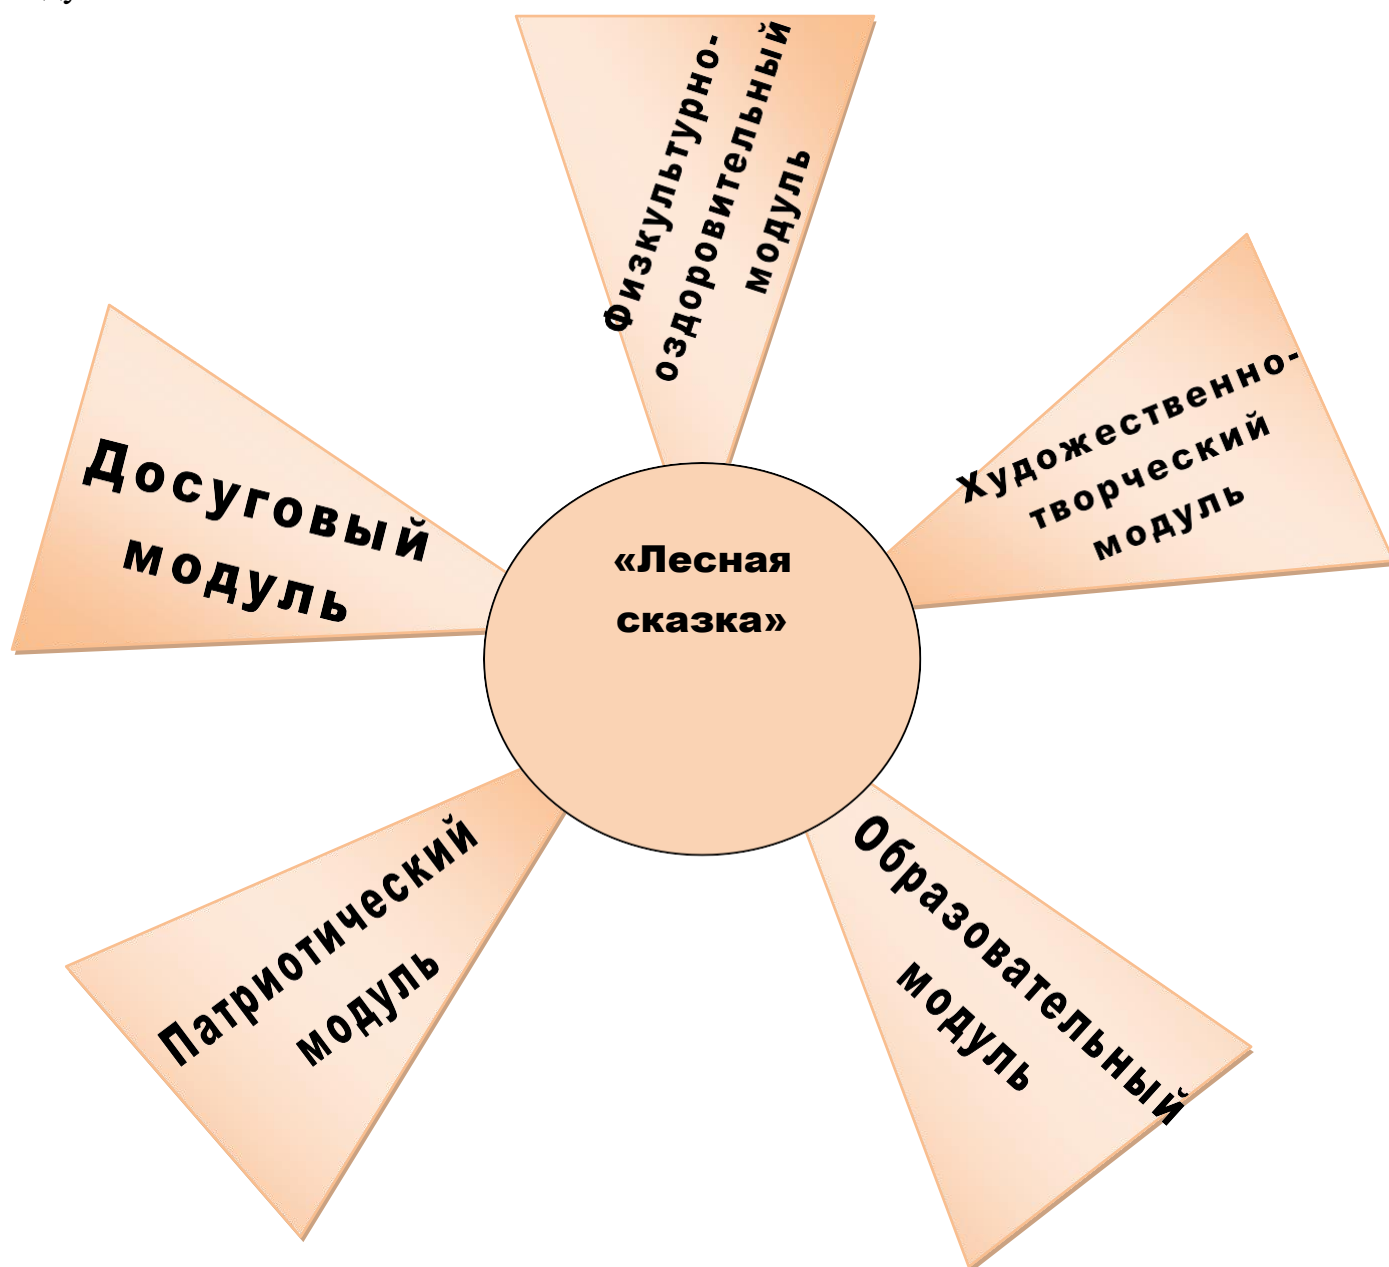 Физкультурно-
оздоровительный
модуль
Художественно-
творческий
модуль
Досуговый
модуль
«Лесная
сказка»
Патриотический
модуль
Образовательный
модуль